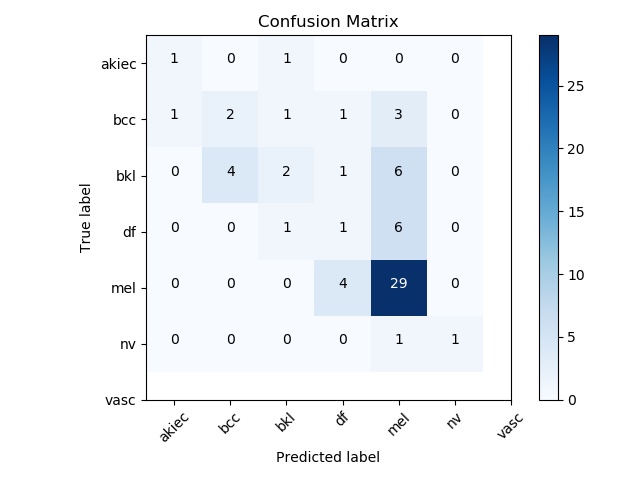 Confusion Matrix
akiec 1 0 1 0 0 0
bcc 1 2 1 1 3 0
bkl 0 4 2 1 6 0
df 0 0 1 1 6 0
mel 0 0 0 4 29 0
nv 0 0 0 0 1 1
vasc
True label
akiec bcc bkl df mel nv vasc
Predicted label
25
20
15
10
5
0